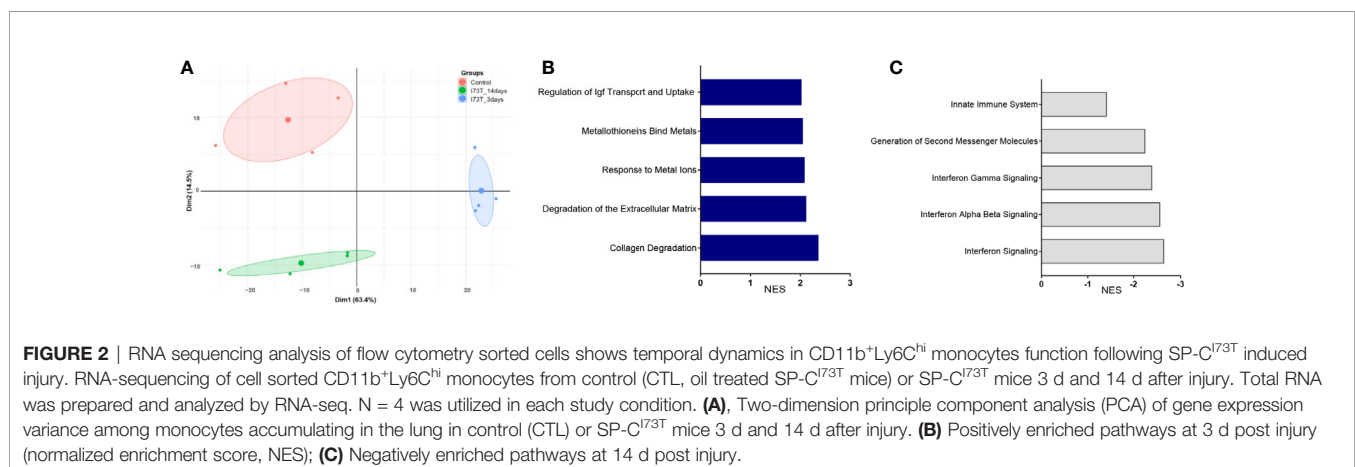 A
Groups
Control
I73T_14days
I73T_3days
10
0
-10
-20
-10
0
10
20
Dim2 (14.5%)
Dim1 (63.4%)
B
Regulation of Igf Transport and Uptake
Metallothioneins Bind Metals
Response to Metal Ions
Degradation of the Extracellular Matrix
Collagen Degradation
0 1 2 3
NES
C
Innate Immune System
Generation of Second Messenger Molecules
Interferon Gamma Signaling
Interferon Alpha Beta Signaling
Interferon Signaling
0 -1 -2 -3
NES
FIGURE 2 | RNA sequencing analysis of flow cytometry sorted cells shows temporal dynamics in CD11b⁺Ly6Cʰⁱ monocytes function following SP-Cᴵ⁷³ᵀ induced
injury. RNA-sequencing of cell sorted CD11b⁺Ly6Cʰⁱ monocytes from control (CTL, oil treated SP-Cᴵ⁷³ᵀ mice) or SP-Cᴵ⁷³ᵀ mice 3 d and 14 d after injury. Total RNA
was prepared and analyzed by RNA-seq. N = 4 was utilized in each study condition. (A), Two-dimension principle component analysis (PCA) of gene expression
variance among monocytes accumulating in the lung in control (CTL) or SP-Cᴵ⁷³ᵀ mice 3 d and 14 d after injury. (B) Positively enriched pathways at 3 d post injury
(normalized enrichment score, NES); (C) Negatively enriched pathways at 14 d post injury.